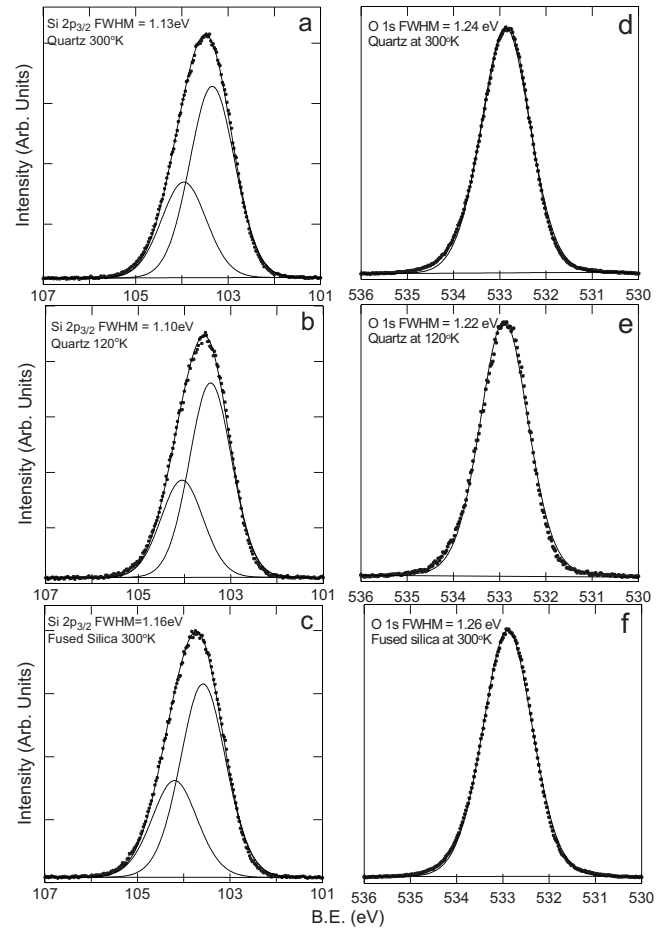 Si 2p3/2 FWHM = 1.13eV
Quartz 300°K
a
Intensity (Arb. Units)
107 105 103 101
O 1s FWHM = 1.24 eV
Quartz at 300°K
d
536 535 534 533 532 531 530
Si 2p3/2 FWHM = 1.10eV
Quartz 120°K
b
Intensity (Arb. Units)
107 105 103 101
O 1s FWHM = 1.22 eV
Quartz at 120°K
e
536 535 534 533 532 531 530
Si 2p3/2 FWHM=1.16eV
Fused Silica 300°K
c
Intensity (Arb. Units)
107 105 103 101
O 1s FWHM = 1.26 eV
Fused silica at 300°K
f
536 535 534 533 532 531 530
B.E. (eV)